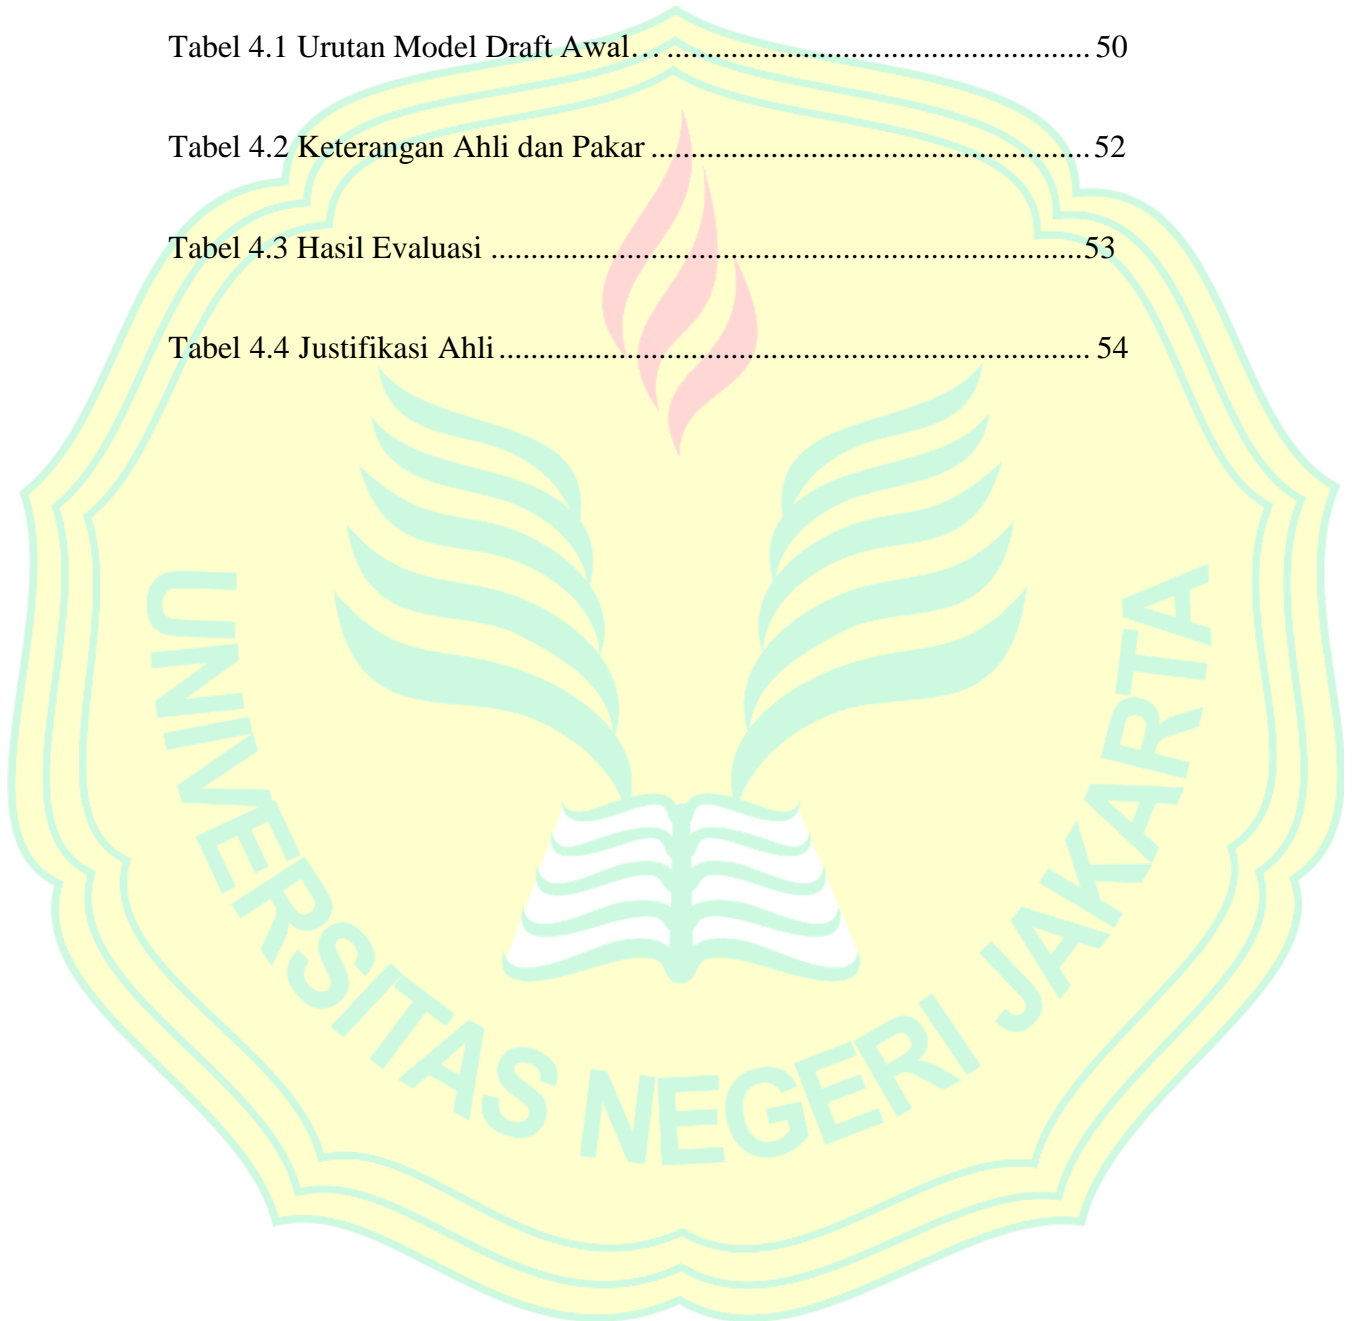 Tabel 4.1 Urutan Model Draft Awal… ..................................................... 50
Tabel 4.2 Keterangan Ahli dan Pakar ....................................................... 52
Tabel 4.3 Hasil Evaluasi ..........................................................................53
Tabel 4.4 Justifikasi Ahli .......................................................................... 54
UNIVERSITAS NEGERI JAKARTA